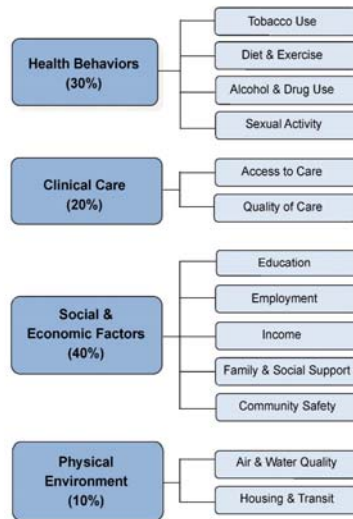 Health Behaviors
(30%)
Tobacco Use
Diet & Exercise
Alcohol & Drug Use
Sexual Activity
Clinical Care
(20%)
Access to Care
Quality of Care
Social &
Economic Factors
(40%)
Education
Employment
Income
Family & Social Support
Community Safety
Physical
Environment
(10%)
Air & Water Quality
Housing & Transit